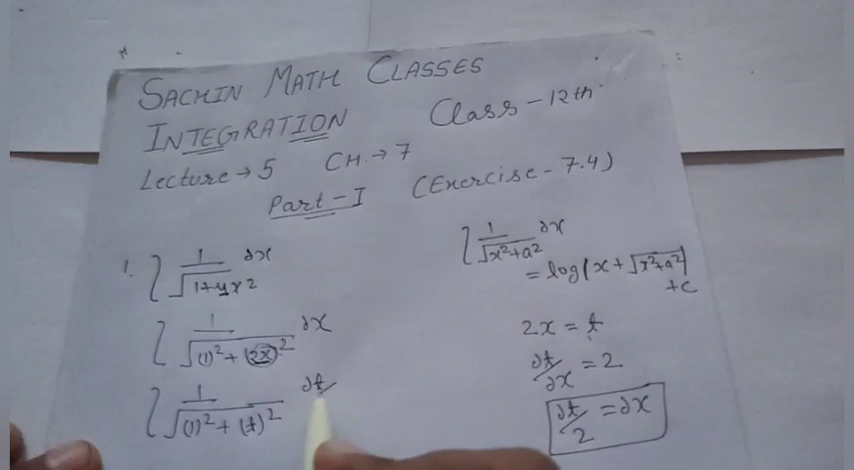 SACHIN MATH CLASSES
INTEGRATION Class-12th
Lecture→5 CH.→7
Part-I (Exercise-7.4)
1. ∫ 1/√(1+4x2) dx
∫ 1/√((1)²+(2x)²) dx
∫ 1/√((1)²+(t)²) dt/
∫ 1/√(x²+a²) dx
= log|x+√(x²+a²)|
+c
2x = t
dt/dx = 2
dt/2 = dx